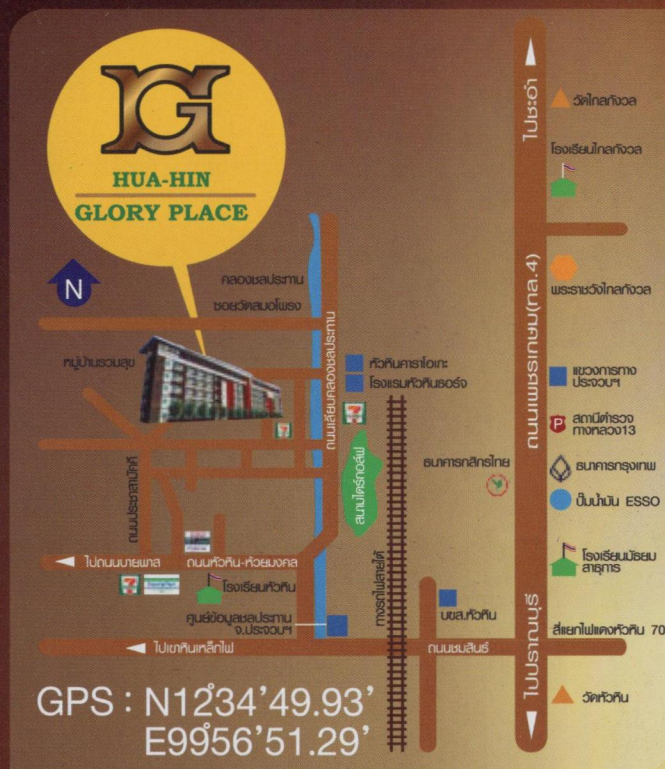 HG
HUA-HIN
GLORY PLACE
N
คลองชลประทาน
ซอยวัดสมอโพรง
หมู่บ้านรวมสุข
ถนนเลียบคลองชลประทาน
หัวหินคาราโอเกะ
โรงแรมหัวหินธอร์จ
สนามไดร์กอล์ฟ
ถนนประชาสามัคคี
ไปถนนบายพาส
ถนนหัวหิน-ห้วยมงคล
โรงเรียนหัวหิน
ศูนย์ข้อมูลชลประทาน
จ.ประจวบฯ
ไปเขาหินเหล็กไฟ
ทางรถไฟสายใต้
ธนาคารกสิกรไทย
บขส.หัวหิน
ถนนชมสินธุ์
ไปชะอำ
ถนนเพชรเกษม(ทล.4)
ไปปราณบุรี
วัดไกลกังวล
โรงเรียนไกลกังวล
พระราชวังไกลกังวล
แขวงการทาง
ประจวบฯ
P
สถานีตำรวจ
ทางหลวง13
ธนาคารกรุงเทพ
ปั๊มน้ำมัน ESSO
โรงเรียนมัธยม
สาธุการ
สี่แยกไฟแดงหัวหิน 70
วัดหัวหิน
GPS : N12°34'49.93'
E99°56'51.29'